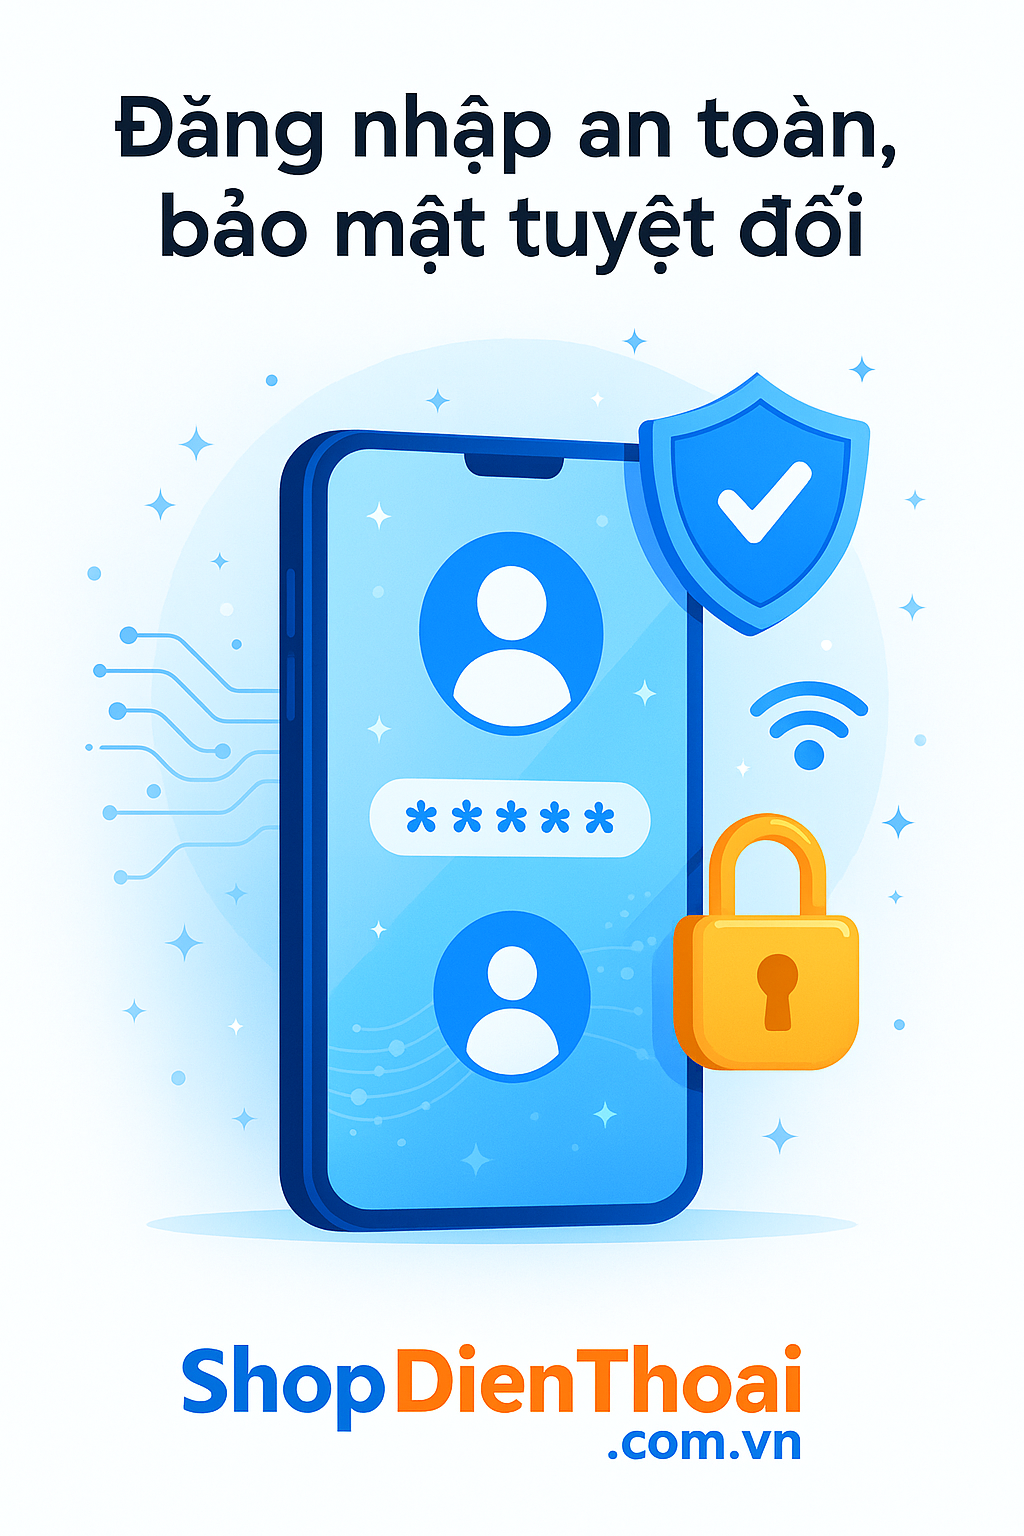 Đăng nhập an toàn,
bảo mật tuyệt đối
*****
ShopDienThoai
.com.vn